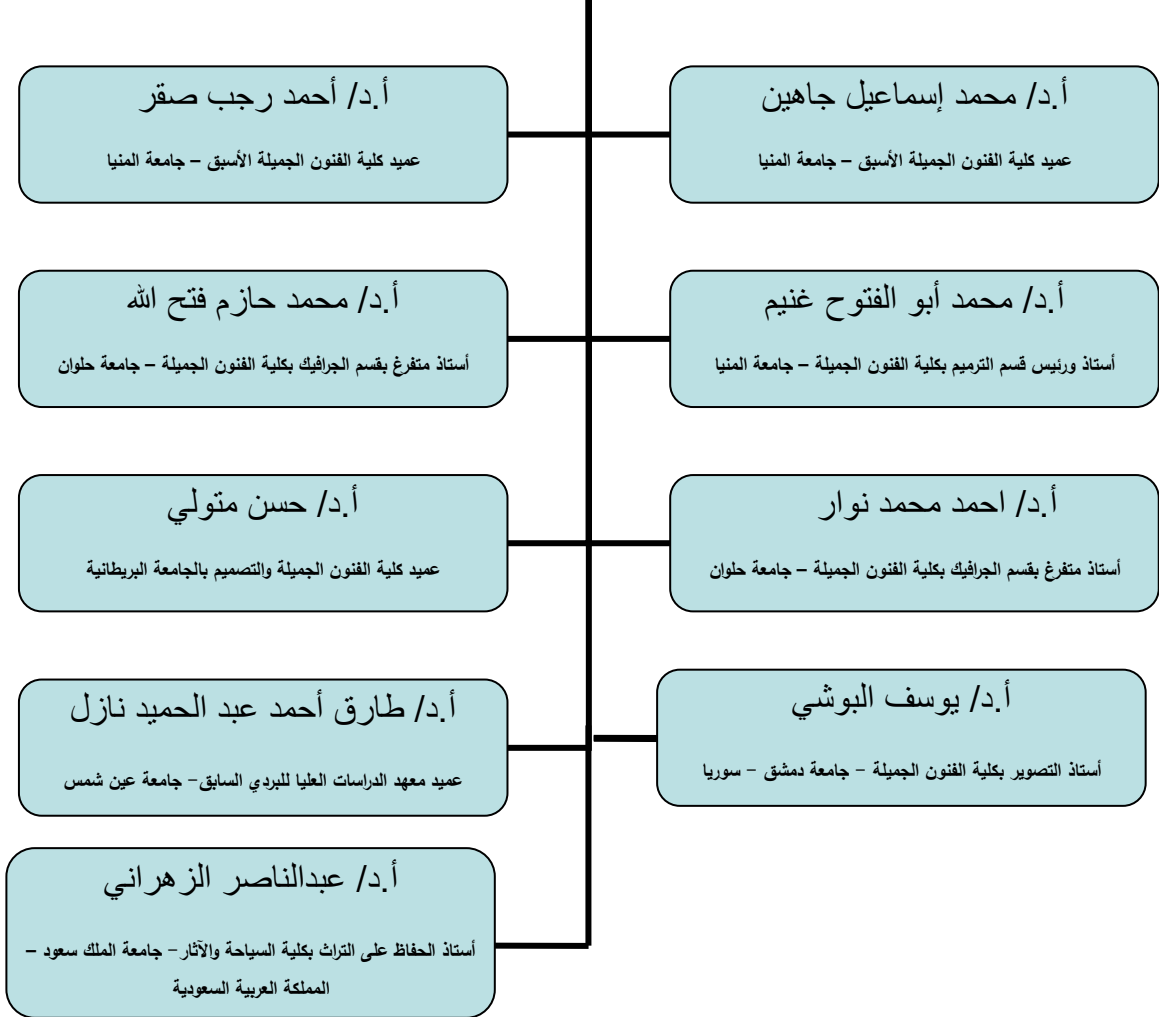 أ.د/ محمد إسماعيل جاهين
عميد كلية الفنون الجميلة الأسبق – جامعة المنيا
أ.د/ أحمد رجب صقر
عميد كلية الفنون الجميلة الأسبق – جامعة المنيا
أ.د/ محمد أبو الفتوح غنيم
أستاذ ورئيس قسم الترميم بكلية الفنون الجميلة – جامعة المنيا
أ.د/ محمد حازم فتح الله
أستاذ متفرغ بقسم الجرافيك بكلية الفنون الجميلة – جامعة حلوان
أ.د/ احمد محمد نوار
أستاذ متفرغ بقسم الجرافيك بكلية الفنون الجميلة – جامعة حلوان
أ.د/ حسن متولي
عميد كلية الفنون الجميلة والتصميم بالجامعة البريطانية
أ.د/ يوسف البوشي
أستاذ التصوير بكلية الفنون الجميلة – جامعة دمشق – سوريا
أ.د/ طارق أحمد عبد الحميد نازل
عميد معهد الدراسات العليا للبردي السابق– جامعة عين شمس
أ.د/ عبدالناصر الزهراني
أستاذ الحفاظ على التراث بكلية السياحة والآثار– جامعة الملك سعود –
المملكة العربية السعودية